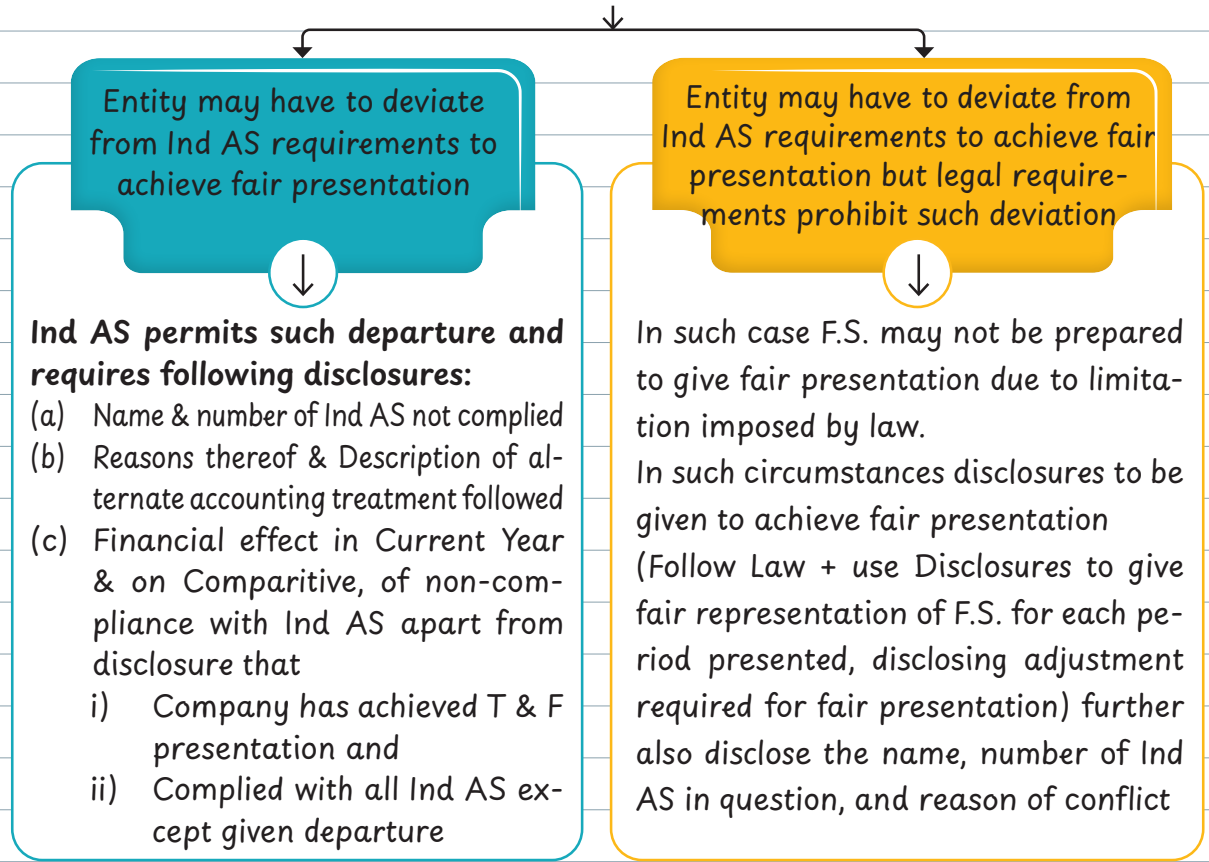 Entity may have to deviate
from Ind AS requirements to
achieve fair presentation
Ind AS permits such departure and
requires following disclosures:
(a) Name & number of Ind AS not complied
(b) Reasons thereof & Description of al-
ternate accounting treatment followed
(c) Financial effect in Current Year
& on Comparitive, of non-com-
pliance with Ind AS apart from
disclosure that
i) Company has achieved T & F
presentation and
ii) Complied with all Ind AS ex-
cept given departure
Entity may have to deviate from
Ind AS requirements to achieve fair
presentation but legal require-
ments prohibit such deviation
In such case F.S. may not be prepared
to give fair presentation due to limita-
tion imposed by law.
In such circumstances disclosures to be
given to achieve fair presentation
(Follow Law + use Disclosures to give
fair representation of F.S. for each pe-
riod presented, disclosing adjustment
required for fair presentation) further
also disclose the name, number of Ind
AS in question, and reason of conflict